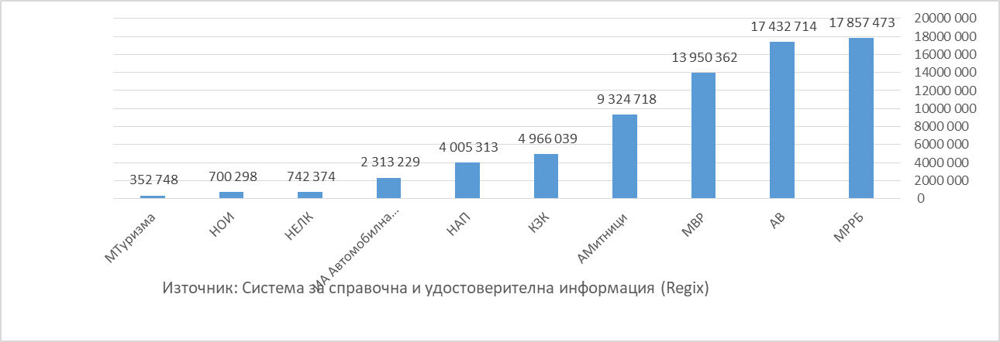 17 857 473
17 432 714
13 950 362
9 324 718
4 966 039
4 005 313
2 313 229
742 374
700 298
352 748
20000 000
18000 000
16000 000
14000 000
12000 000
10000 000
8000 000
6000 000
4000 000
2000 000
0
МТуризма
НОИ
НЕЛК
ИА Автомобилна...
НАП
КЗК
АМитници
МВР
АВ
МРРБ
Източник: Система за справочна и удостоверителна информация (Regix)